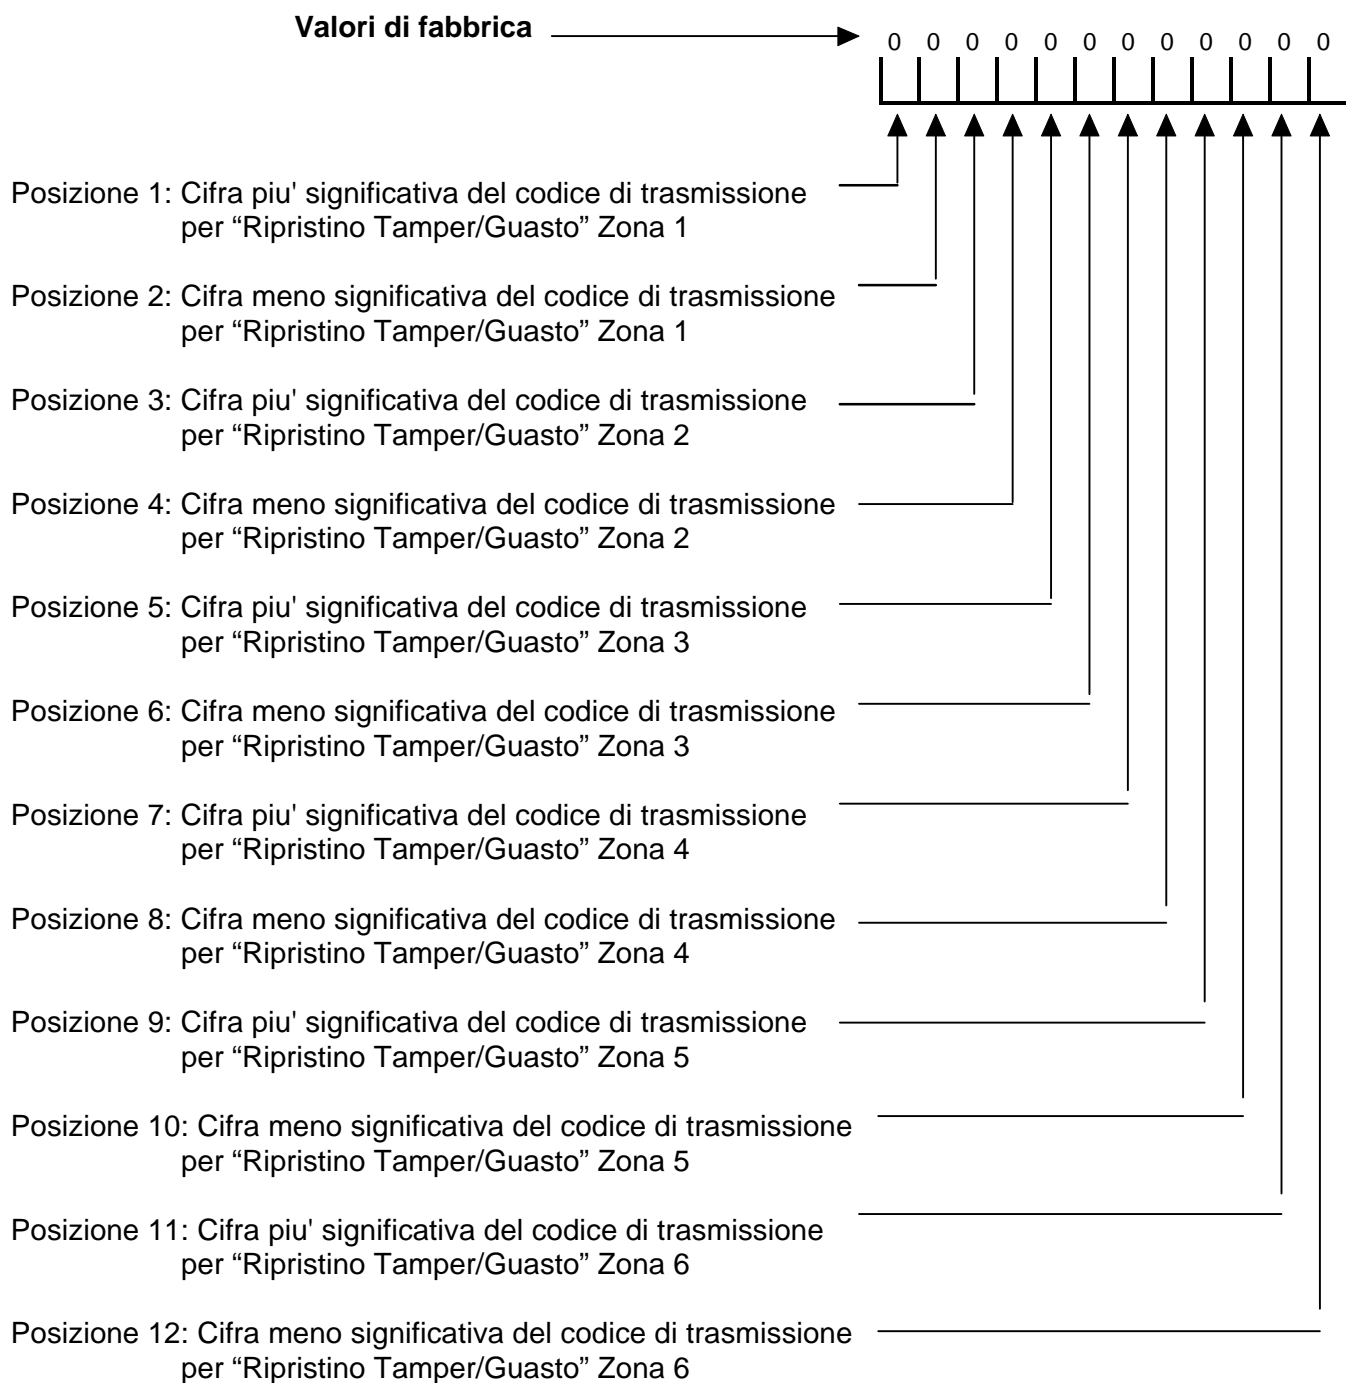 Valori di fabbrica
0 0 0 0 0 0 0 0 0 0 0 0
Posizione 1: Cifra piu' significativa del codice di trasmissione
per “Ripristino Tamper/Guasto” Zona 1
Posizione 2: Cifra meno significativa del codice di trasmissione
per “Ripristino Tamper/Guasto” Zona 1
Posizione 3: Cifra piu' significativa del codice di trasmissione
per “Ripristino Tamper/Guasto” Zona 2
Posizione 4: Cifra meno significativa del codice di trasmissione
per “Ripristino Tamper/Guasto” Zona 2
Posizione 5: Cifra piu' significativa del codice di trasmissione
per “Ripristino Tamper/Guasto” Zona 3
Posizione 6: Cifra meno significativa del codice di trasmissione
per “Ripristino Tamper/Guasto” Zona 3
Posizione 7: Cifra piu' significativa del codice di trasmissione
per “Ripristino Tamper/Guasto” Zona 4
Posizione 8: Cifra meno significativa del codice di trasmissione
per “Ripristino Tamper/Guasto” Zona 4
Posizione 9: Cifra piu' significativa del codice di trasmissione
per “Ripristino Tamper/Guasto” Zona 5
Posizione 10: Cifra meno significativa del codice di trasmissione
per “Ripristino Tamper/Guasto” Zona 5
Posizione 11: Cifra piu' significativa del codice di trasmissione
per “Ripristino Tamper/Guasto” Zona 6
Posizione 12: Cifra meno significativa del codice di trasmissione
per “Ripristino Tamper/Guasto” Zona 6